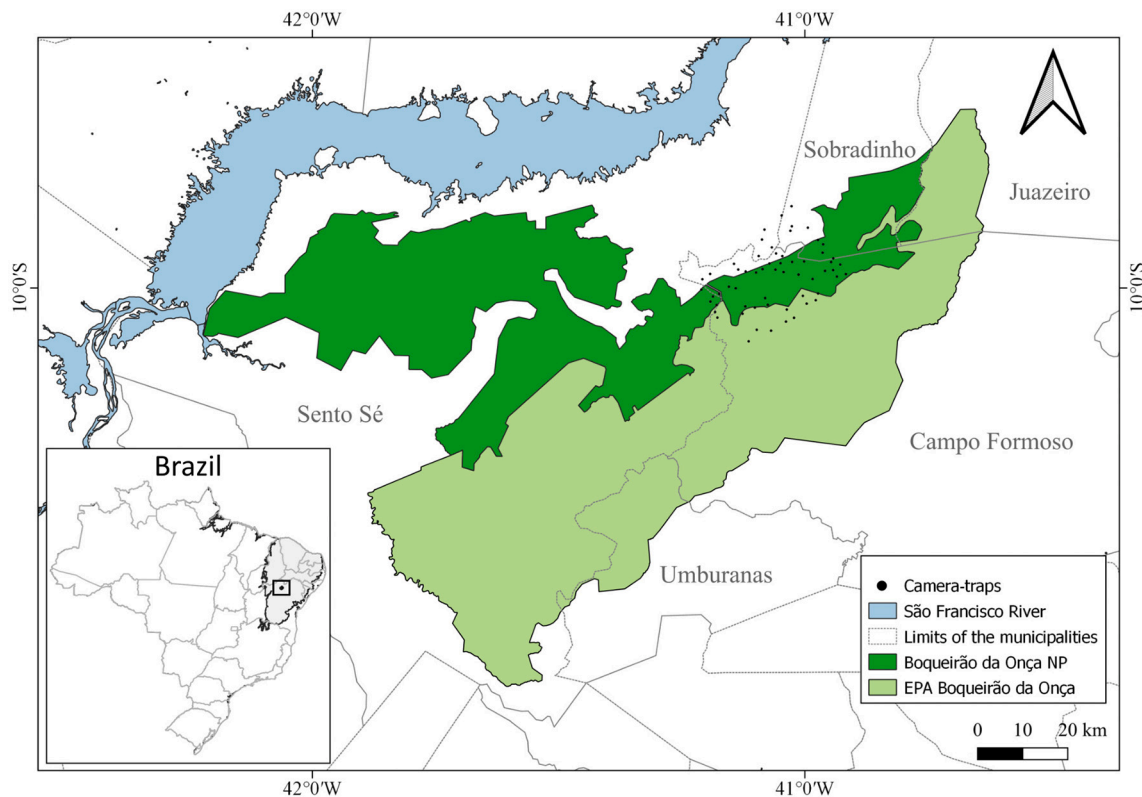 42°0'W
41°0'W
Sobradinho
Juazeiro
10°0'S
10°0'S
Sento Sé
Campo Formoso
Brazil
Umburanas
Camera-traps
São Francisco River
Limits of the municipalities
Boqueirão da Onça NP
EPA Boqueirão da Onça
0 10 20 km
42°0'W
41°0'W